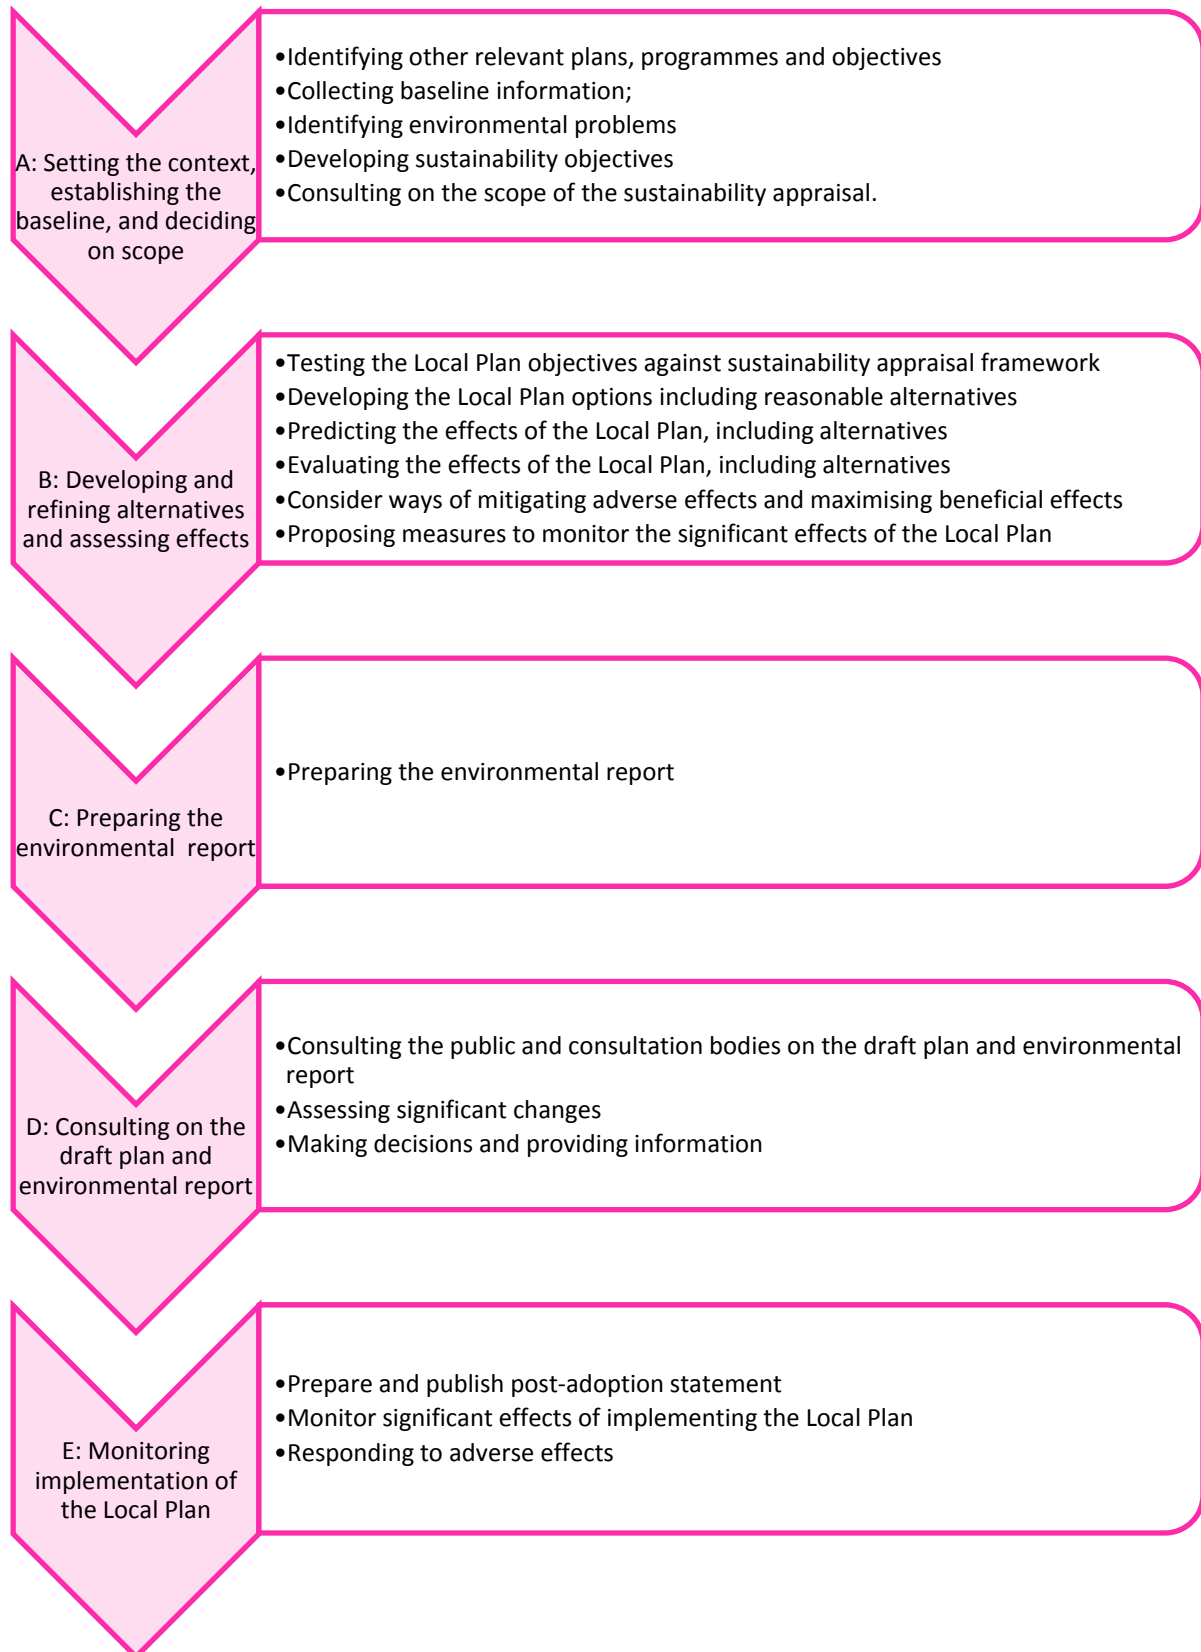 •Identifying other relevant plans, programmes and objectives
•Collecting baseline information;
•Identifying environmental problems
•Developing sustainability objectives
•Consulting on the scope of the sustainability appraisal.
A: Setting the context,
establishing the
baseline, and deciding
on scope
•Testing the Local Plan objectives against sustainability appraisal framework
•Developing the Local Plan options including reasonable alternatives
•Predicting the effects of the Local Plan, including alternatives
•Evaluating the effects of the Local Plan, including alternatives
•Consider ways of mitigating adverse effects and maximising beneficial effects
•Proposing measures to monitor the significant effects of the Local Plan
B: Developing and
refining alternatives
and assessing effects
•Preparing the environmental report
C: Preparing the
environmental report
•Consulting the public and consultation bodies on the draft plan and environmental
report
•Assessing significant changes
•Making decisions and providing information
D: Consulting on the
draft plan and
environmental report
•Prepare and publish post-adoption statement
•Monitor significant effects of implementing the Local Plan
•Responding to adverse effects
E: Monitoring
implementation of
the Local Plan